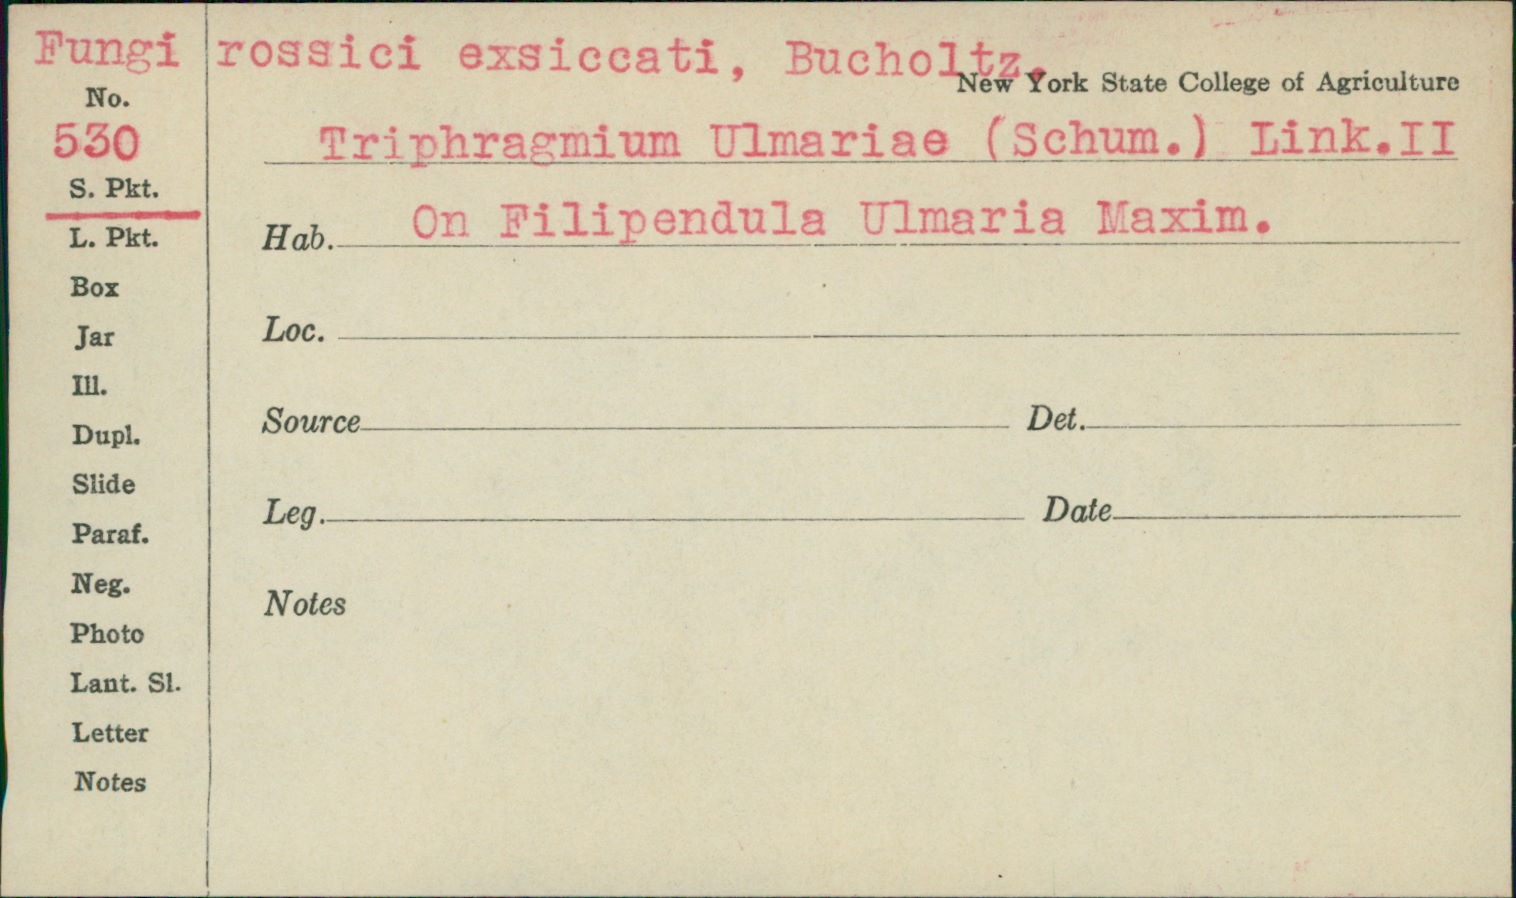 Fungi rossici exsiccati, Bucholtz.
New York State College of Agriculture
No.
530
Triphragmium Ulmariae (Schum.) Link.II
S. Pkt.
Hab. On Filipendula Ulmaria Maxim.
L. Pkt.
Box
Loc.
Jar
Ill.
Source Det.
Dupl.
Slide
Leg. Date
Paraf.
Neg.
Notes
Photo
Lant. Sl.
Letter
Notes